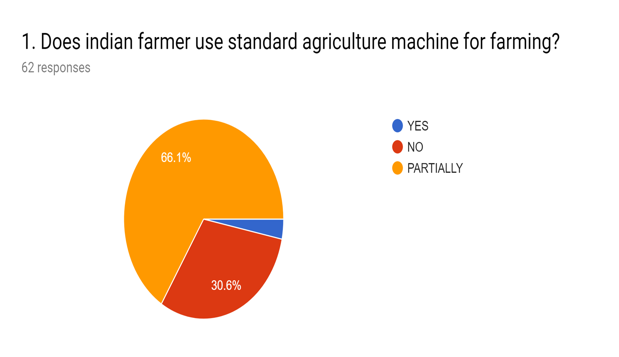 1. Does indian farmer use standard agriculture machine for farming?
62 responses
YES
NO
PARTIALLY
66.1%
30.6%